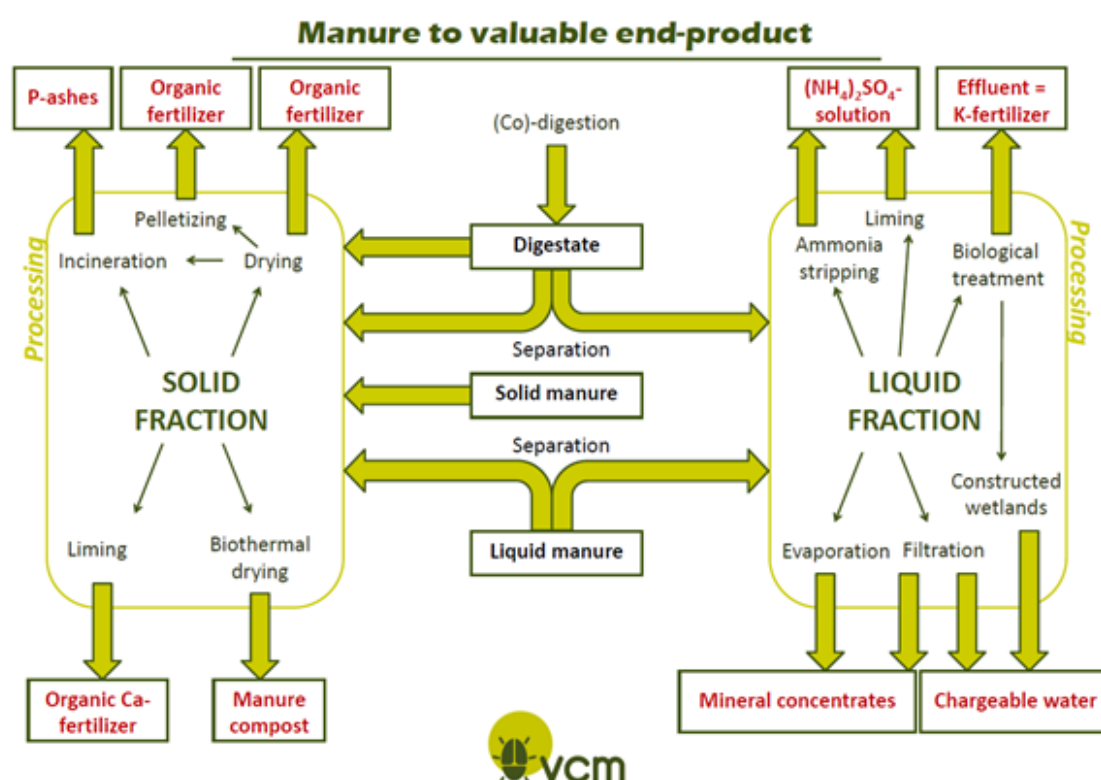 Manure to valuable end-product
P-ashes
Organic
fertilizer
Organic
fertilizer
(Co)-digestion
(NH₄)₂SO₄-
solution
Effluent =
K-fertilizer
Processing
Pelletizing
Incineration
Drying
SOLID
FRACTION
Liming
Biothermal
drying
Organic Ca-
fertilizer
Manure
compost
Digestate
Separation
Solid manure
Separation
Liquid manure
Processing
Liming
Ammonia
stripping
Biological
treatment
LIQUID
FRACTION
Constructed
wetlands
Evaporation
Filtration
Mineral concentrates
Chargeable water
vcm